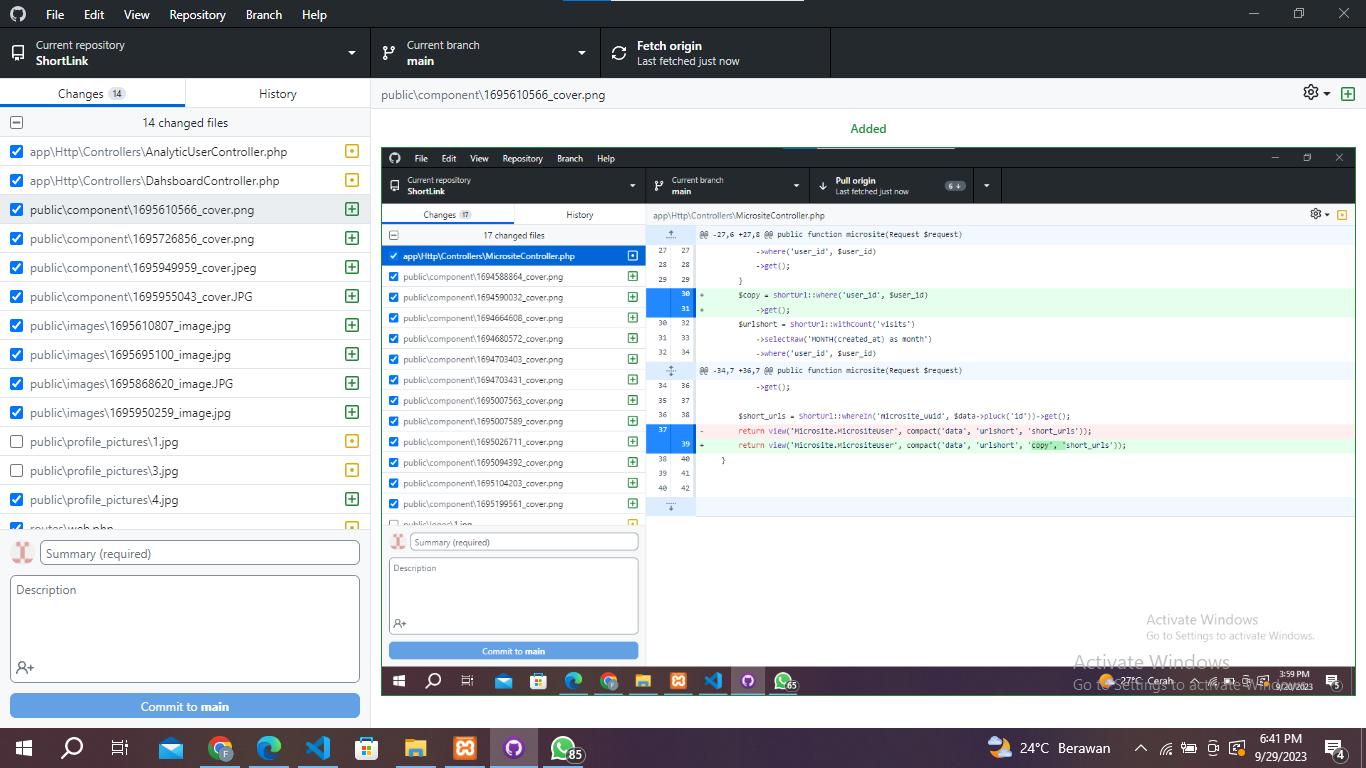 File Edit View Repository Branch Help
Current repository
ShortLink
Current branch
main
Fetch origin
Last fetched just now
Changes 14
History
14 changed files
app\Http\Controllers\AnalyticUserController.php
app\Http\Controllers\DahsboardController.php
public\component\1695610566_cover.png
public\component\1695726856_cover.png
public\component\1695949959_cover.jpeg
public\component\1695955043_cover.JPG
public\images\1695610807_image.jpg
public\images\1695695100_image.jpg
public\images\1695868620_image.JPG
public\images\1695950259_image.jpg
public\profile_pictures\1.jpg
public\profile_pictures\3.jpg
public\profile_pictures\4.jpg
routes\web.php
Summary (required)
Description
Commit to main
public\component\1695610566_cover.png
Added
File Edit View Repository Branch Help
Current repository
ShortLink
Current branch
main
Pull origin
Last fetched just now
6
Changes 17
History
17 changed files
app\Http\Controllers\MicrositeController.php
public\component\1694588864_cover.png
public\component\1694590032_cover.png
public\component\1694664608_cover.png
public\component\1694680572_cover.png
public\component\1694703403_cover.png
public\component\1694703431_cover.png
public\component\1695007563_cover.png
public\component\1695007589_cover.png
public\component\1695026711_cover.png
public\component\1695094392_cover.png
public\component\1695104203_cover.png
public\component\1695199561_cover.png
Summary (required)
Description
Commit to main
app\Http\Controllers\MicrositeController.php
@@ -27,6 +27,8 @@ public function microsite(Request $request)
27 27 ->where('user_id', $user_id)
28 28 ->get();
29 29 }
30 + $copy = shortUrl::where('user_id', $user_id)
31 + ->get();
30 32 $urlshort = shortUrl::withCount('visits')
31 33 ->selectRaw('MONTH(created_at) as month')
32 34 ->where('user_id', $user_id)
@@ -34,7 +36,7 @@ public function microsite(Request $request)
34 36 ->get();
35 37
36 38 $short_urls = ShortUrl::whereIn('microsite_uuid', $data->pluck('id'))->get();
37 - return view('Microsite.MicrositeUser', compact('data', 'urlshort', 'short_urls'));
39 + return view('Microsite.MicrositeUser', compact('data', 'urlshort', 'copy', 'short_urls'));
38 40 }
39 41
40 42
Activate Windows
Go to Settings to activate Windows.
27°C Cerah
3:59 PM
9/20/2023
65
5
Activate Windows
Go to Settings to activate Windows.
85
24°C Berawan
6:41 PM
9/29/2023
4